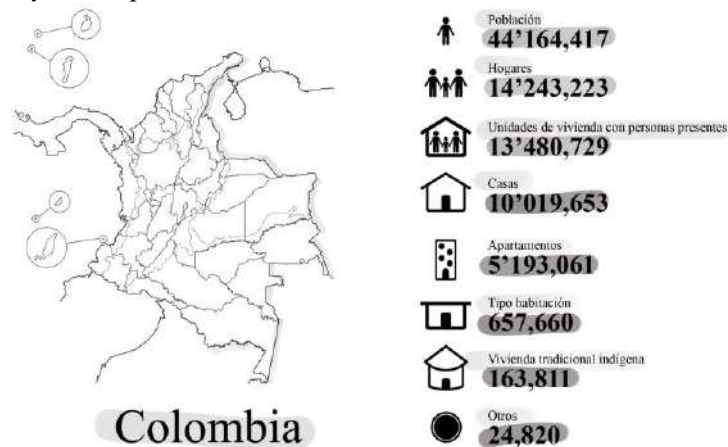 Población
44’164,417
Hogares
14’243,223
Unidades de vivienda con personas presentes
13’480,729
Casas
10’019,653
Apartamentos
5’193,061
Tipo habitación
657,660
Vivienda tradicional indígena
163,811
Otros
24,820
Colombia